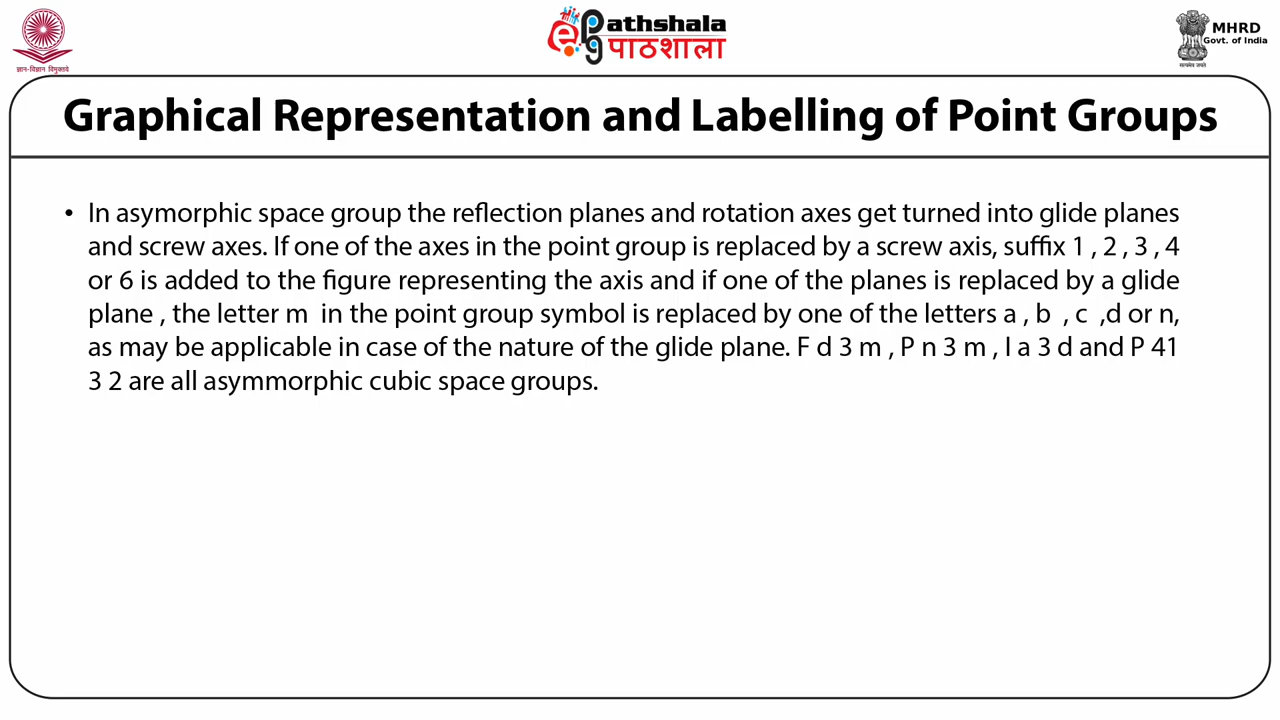 ज्ञान-विज्ञान विमुक्तये
epathshala
पाठशाला
MHRD
Govt. of India
सत्यमेव जयते
Graphical Representation and Labelling of Point Groups
• In asymorphic space group the reflection planes and rotation axes get turned into glide planes
and screw axes. If one of the axes in the point group is replaced by a screw axis, suffix 1 , 2 , 3 , 4
or 6 is added to the figure representing the axis and if one of the planes is replaced by a glide
plane , the letter m in the point group symbol is replaced by one of the letters a , b , c ,d or n,
as may be applicable in case of the nature of the glide plane. F d 3 m , P n 3 m , I a 3 d and P 41
3 2 are all asymmorphic cubic space groups.